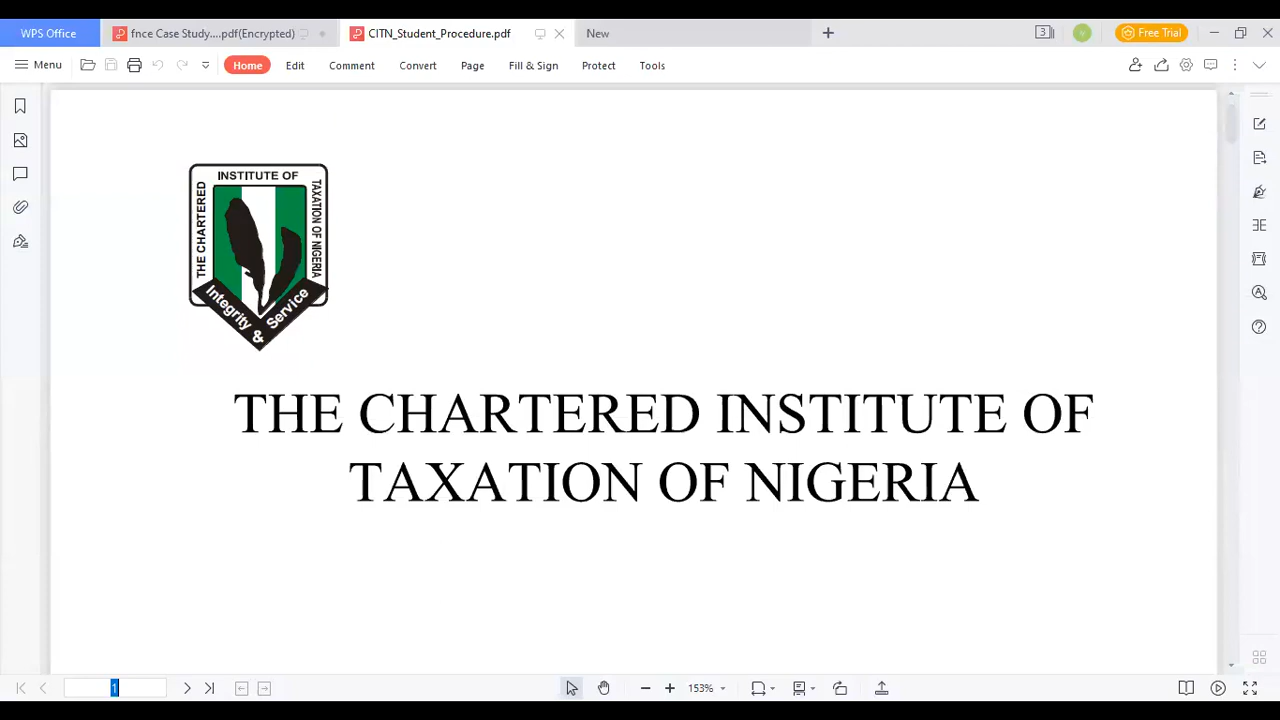 WPS Office
fnce Case Study....pdf(Encrypted)
CITN_Student_Procedure.pdf
New
3
Free Trial
Menu
Home
Edit
Comment
Convert
Page
Fill & Sign
Protect
Tools
INSTITUTE OF
THE CHARTERED
TAXATION OF NIGERIA
Integrity & Service
THE CHARTERED INSTITUTE OF
TAXATION OF NIGERIA
1
153%